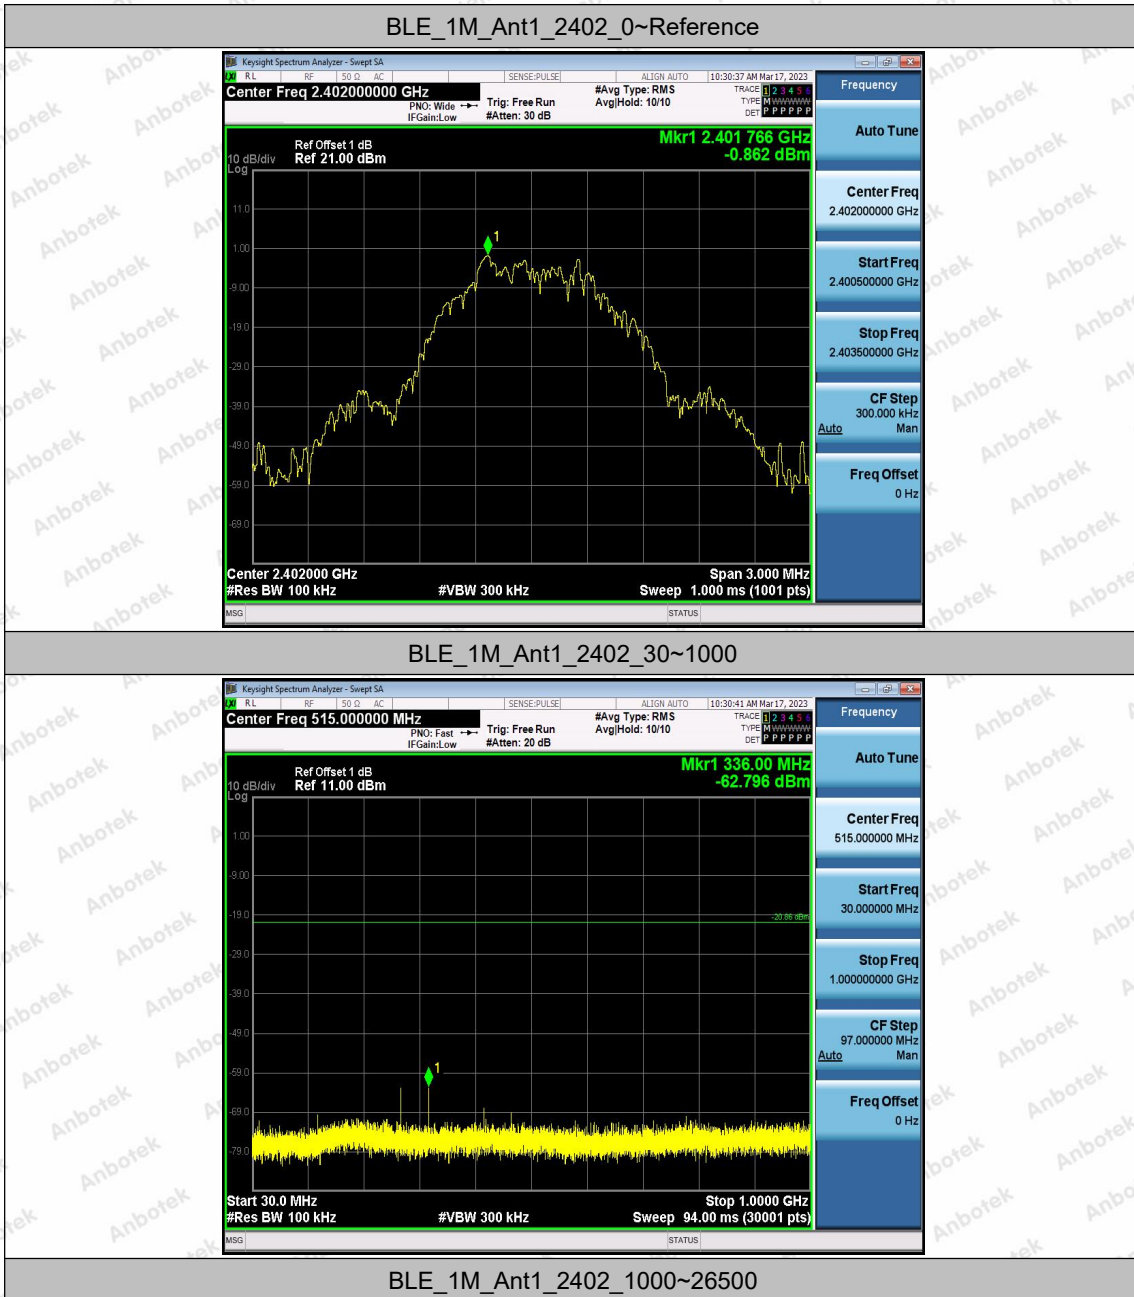 BLE_1M_Ant1_2402_0~Reference
Keysight Spectrum Analyzer - Swept SA
LXI RL RF 50 Ω AC SENSE:PULSE ALIGN AUTO 10:30:37 AM Mar 17, 2023
Center Freq 2.402000000 GHz
PNO: Wide
IFGain:Low
Trig: Free Run
#Atten: 30 dB
#Avg Type: RMS
Avg|Hold: 10/10
TRACE 1 2 3 4 5 6
TYPE M WWWWW
DET P P P P P P
Frequency
Mkr1 2.401 766 GHz
-0.862 dBm
Ref Offset 1 dB
10 dB/div Ref 21.00 dBm
Log
11.0
1.00
-9.00
-19.0
-29.0
-39.0
-49.0
-59.0
-69.0
1
Center 2.402000 GHz Span 3.000 MHz
#Res BW 100 kHz #VBW 300 kHz Sweep 1.000 ms (1001 pts)
MSG STATUS
Auto Tune
Center Freq
2.402000000 GHz
Start Freq
2.400500000 GHz
Stop Freq
2.403500000 GHz
CF Step
300.000 kHz
Auto Man
Freq Offset
0 Hz
BLE_1M_Ant1_2402_30~1000
Keysight Spectrum Analyzer - Swept SA
LXI RL RF 50 Ω AC SENSE:PULSE ALIGN AUTO 10:30:41 AM Mar 17, 2023
Center Freq 515.000000 MHz
PNO: Fast
IFGain:Low
Trig: Free Run
#Atten: 20 dB
#Avg Type: RMS
Avg|Hold: 10/10
TRACE 1 2 3 4 5 6
TYPE M WWWWW
DET P P P P P P
Frequency
Mkr1 336.00 MHz
-62.796 dBm
Ref Offset 1 dB
10 dB/div Ref 11.00 dBm
Log
1.00
-9.00
-19.0
-29.0
-39.0
-49.0
-59.0
-69.0
-79.0
-20.86 dBm
1
Start 30.0 MHz Stop 1.0000 GHz
#Res BW 100 kHz #VBW 300 kHz Sweep 94.00 ms (30001 pts)
MSG STATUS
Auto Tune
Center Freq
515.000000 MHz
Start Freq
30.000000 MHz
Stop Freq
1.000000000 GHz
CF Step
97.000000 MHz
Auto Man
Freq Offset
0 Hz
BLE_1M_Ant1_2402_1000~26500
Anbotek